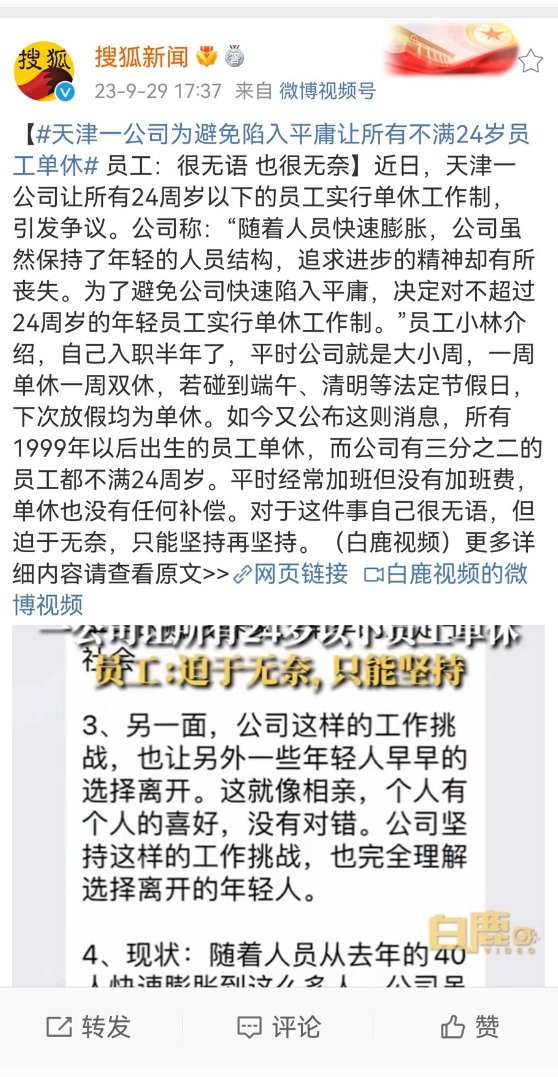 搜狐
搜狐新闻
23-9-29 17:37 来自 微博视频号
【#天津一公司为避免陷入平庸让所有不满24岁员
工单休# 员工：很无语 也很无奈】近日，天津一
公司让所有24周岁以下的员工实行单休工作制，
引发争议。公司称：“随着人员快速膨胀，公司虽
然保持了年轻的人员结构，追求进步的精神却有所
丧失。为了避免公司快速陷入平庸，决定对不超过
24周岁的年轻员工实行单休工作制。”员工小林介
绍，自己入职半年了，平时公司就是大小周，一周
单休一周双休，若碰到端午、清明等法定节假日，
下次放假均为单休。如今又公布这则消息，所有
1999年以后出生的员工单休，而公司有三分之二的
员工都不满24周岁。平时经常加班但没有加班费，
单休也没有任何补偿。对于这件事自己很无语，但
迫于无奈，只能坚持再坚持。（白鹿视频）更多详
细内容请查看原文>>网页链接 白鹿视频的微
博视频
一公司让所有24岁以下员工单休
社会
员工:迫于无奈,只能坚持
3、另一面，公司这样的工作挑
战，也让另外一些年轻人早早的
选择离开。这就像相亲，个人有
个人的喜好，没有对错。公司坚
持这样的工作挑战，也完全理解
选择离开的年轻人。
白鹿
VIDEO
4、现状：随着人员从去年的40
人快速膨胀到这么多人，公司虽
转发 评论 赞